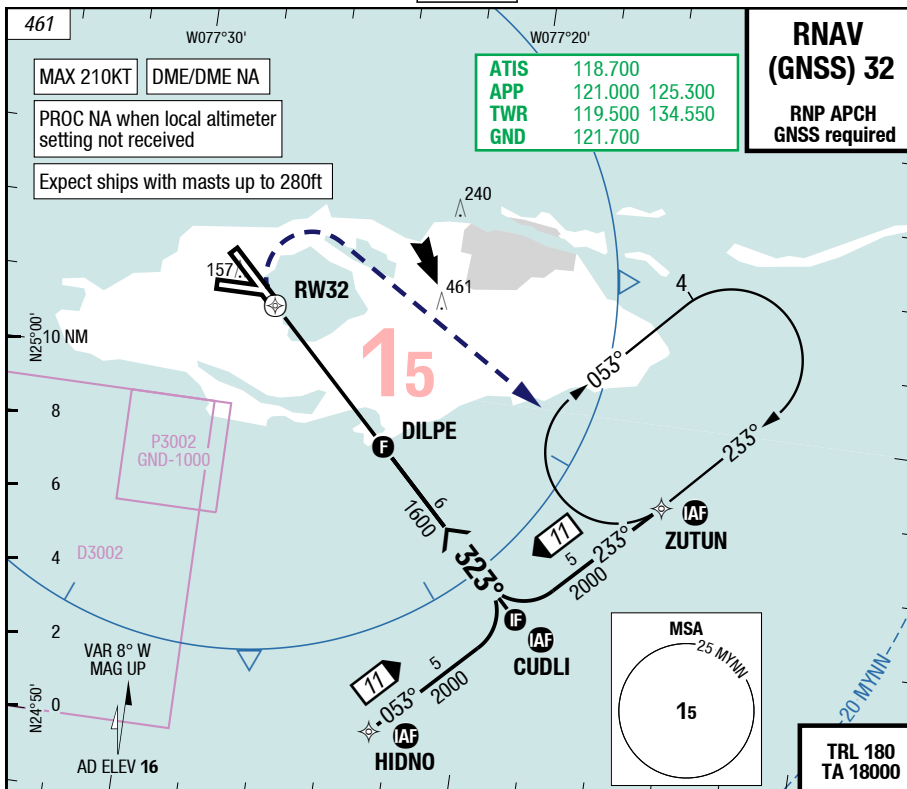 461
W077°30'
W077°20'
RNAV
(GNSS) 32
RNP APCH
GNSS required
MAX 210KT
DME/DME NA
PROC NA when local altimeter
setting not received
Expect ships with masts up to 280ft
ATIS 118.700
APP 121.000 125.300
TWR 119.500 134.550
GND 121.700
240
157
RW32
461
4
N25°00'
10 NM
15
053°
8
DILPE
F
P3002
GND-1000
233°
6
6
1600
IAF
ZUTUN
11
233°
5
2000
D3002
4
323°
2
IF
IAF
CUDLI
MSA
25 MYNN
15
VAR 8° W
MAG UP
11
5
2000
053°
20 MYNN
N24°50'
0
IAF
HIDNO
AD ELEV 16
TRL 180
TA 18000